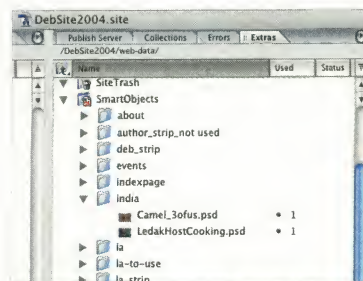 DebSite2004.site
Publish Server Collections Errors Extras
/DebSite2004/web-data/
Name Used Status
SiteTrash
SmartObjects
about
author_strip_not used
deb_strip
events
indexpage
india
Camel_3ofus.psd 1
LedakHostCooking.psd 1
la
la-to-use
la_strip